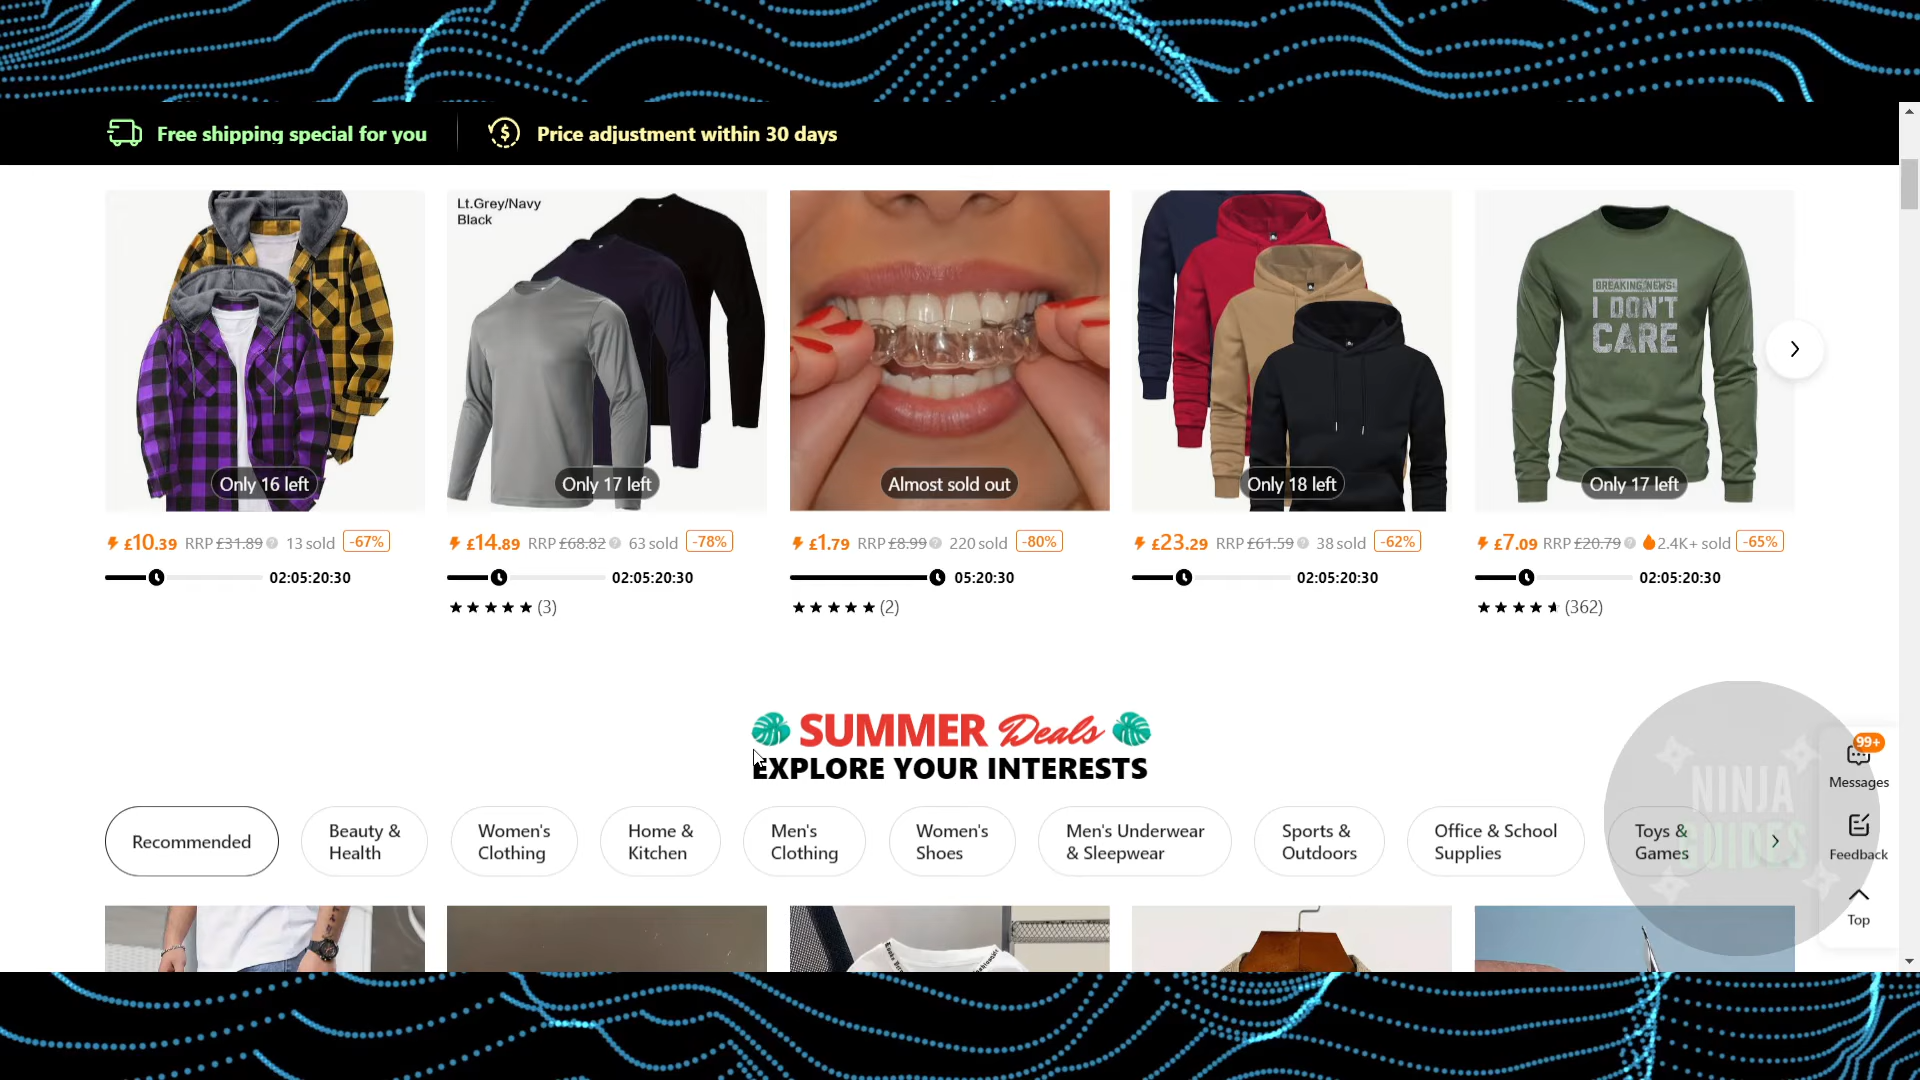 Free shipping special for you
Price adjustment within 30 days
Lt.Grey/Navy
Black
BREAKING NEWS:
I DON'T
CARE
Only 16 left
Only 17 left
Almost sold out
Only 18 left
Only 17 left
£10.39 RRP £31.89 13 sold -67%
£14.89 RRP £68.82 63 sold -78%
£1.79 RRP £8.99 220 sold -80%
£23.29 RRP £61.59 38 sold -62%
£7.09 RRP £20.79 2.4K+ sold -65%
02:05:20:30
02:05:20:30
05:20:30
02:05:20:30
02:05:20:30
(3)
(2)
(362)
SUMMER Deals
EXPLORE YOUR INTERESTS
Recommended
Beauty &
Health
Women's
Clothing
Home &
Kitchen
Men's
Clothing
Women's
Shoes
Men's Underwear
& Sleepwear
Sports &
Outdoors
Office & School
Supplies
Toys &
Games
NINJA
GUIDES
99+
Messages
Feedback
Top